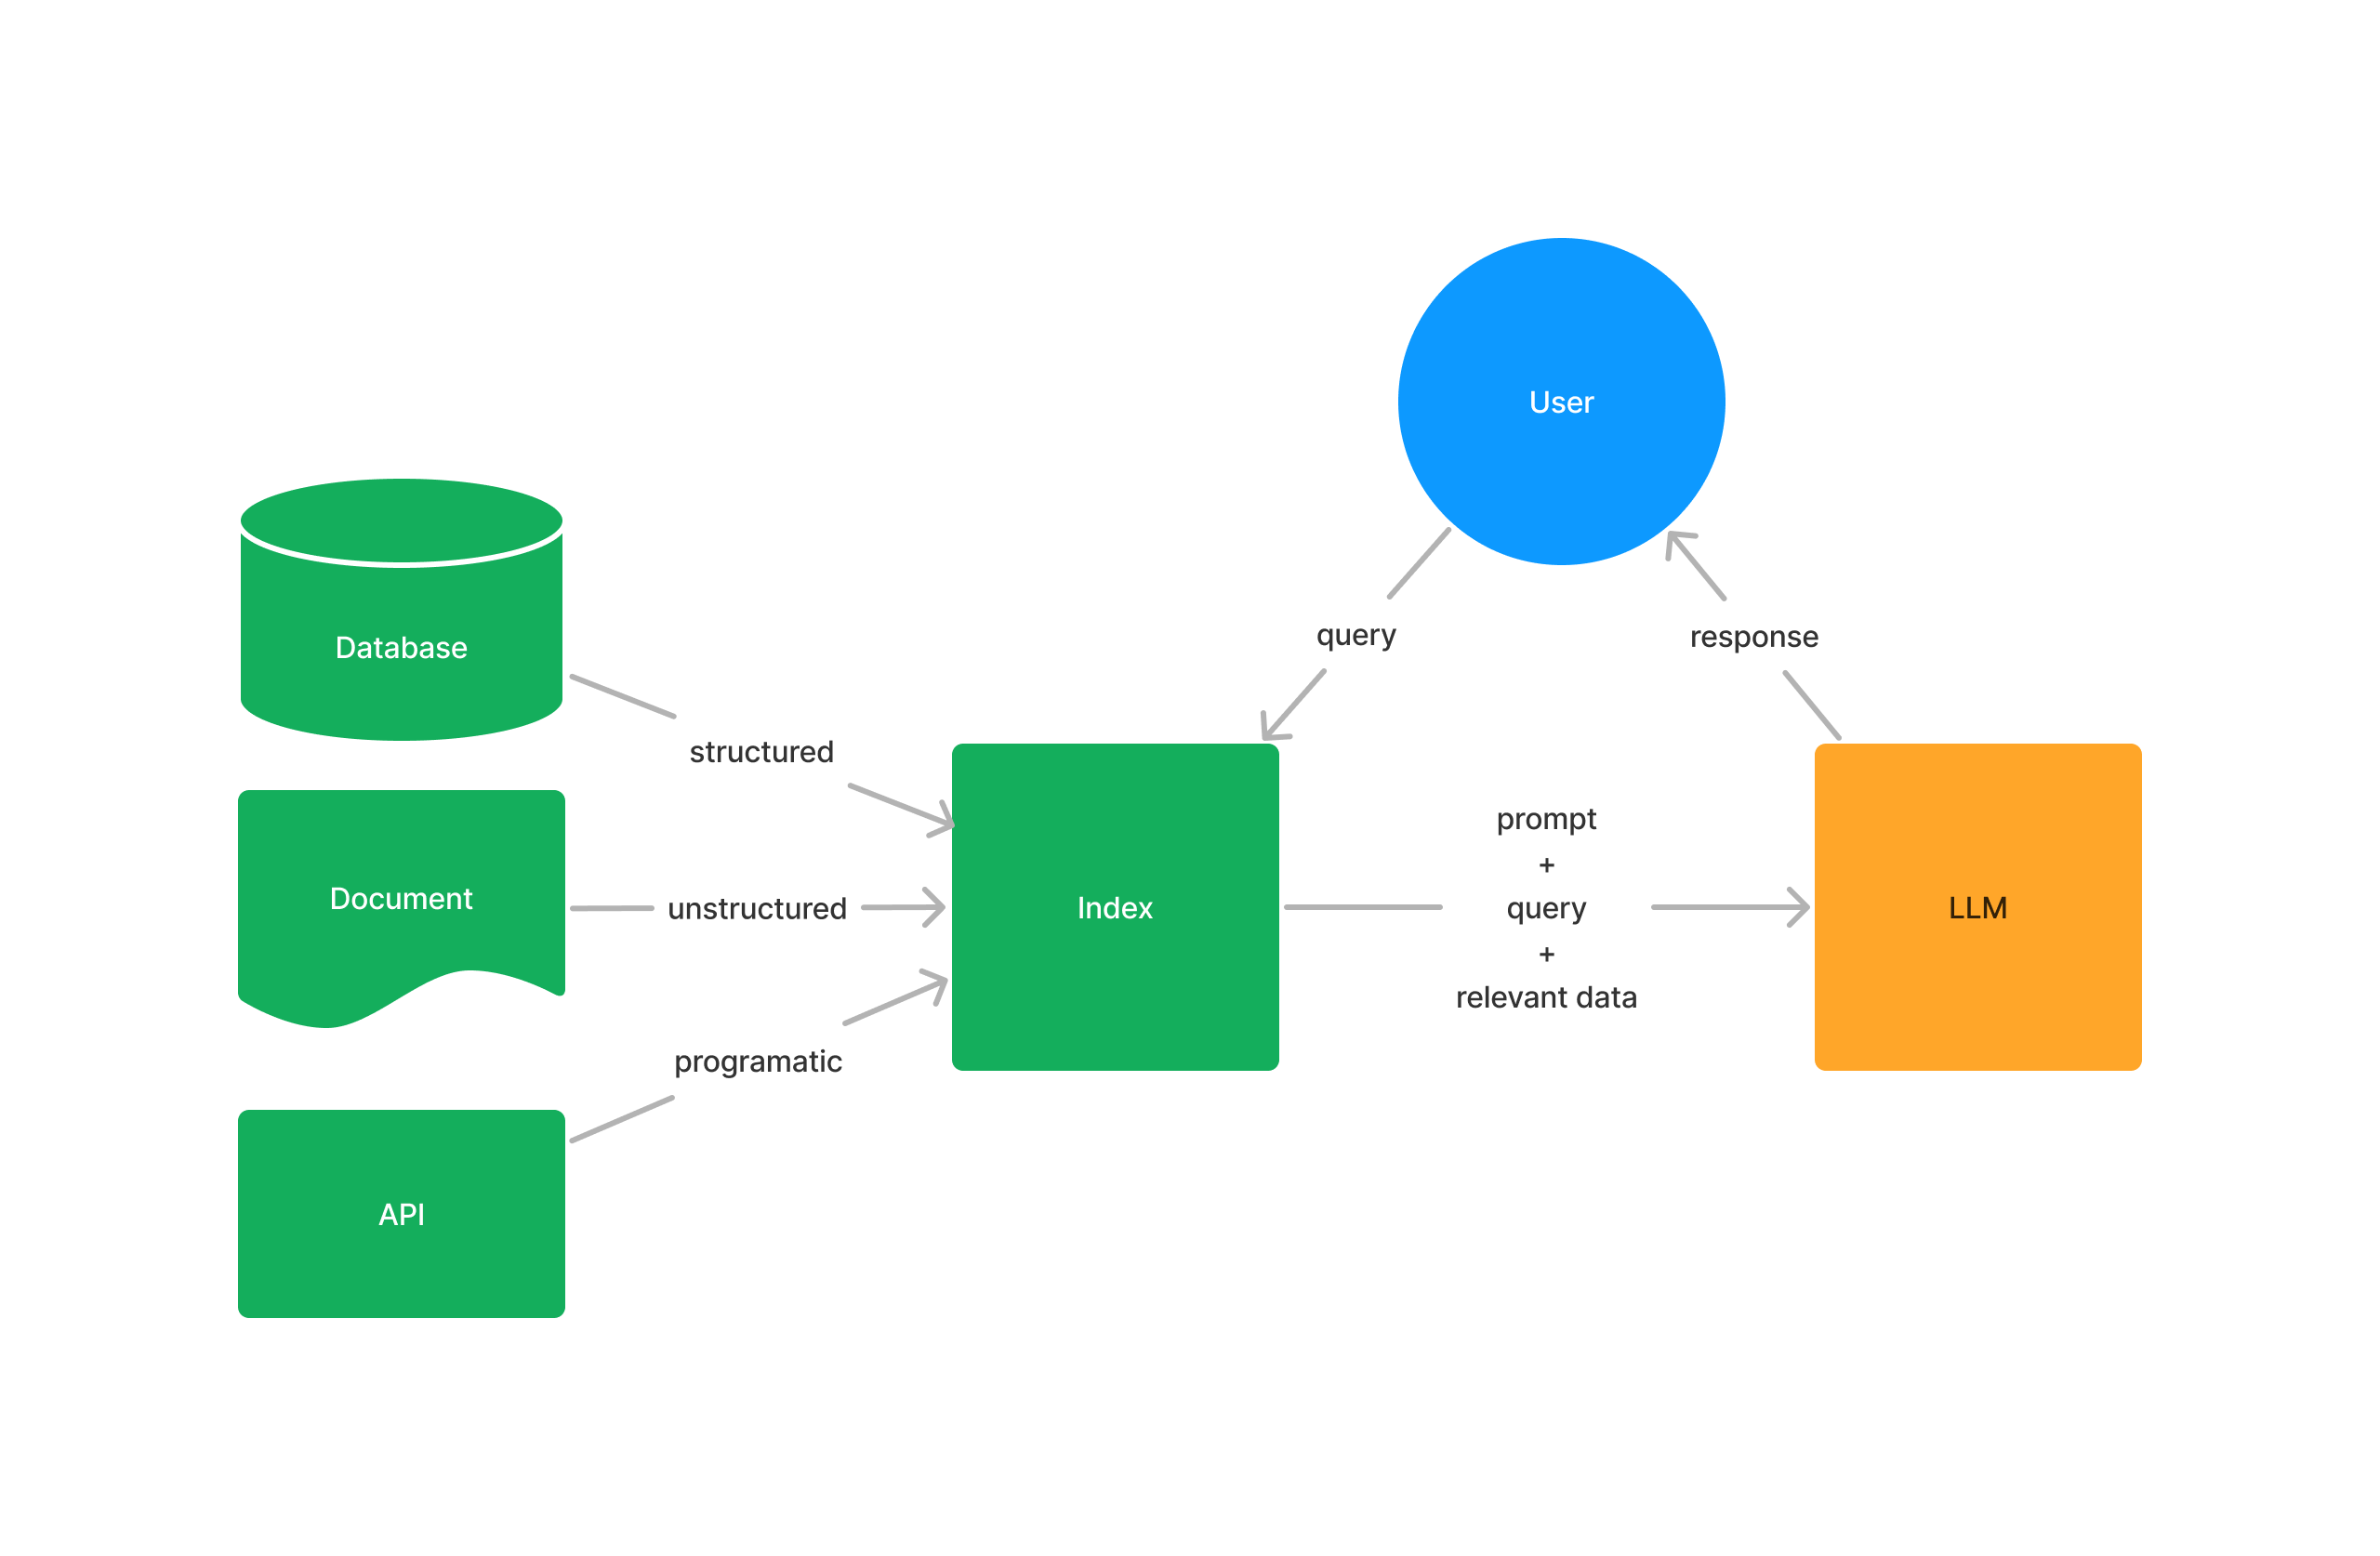 User
Database
query
response
structured
prompt
+
Document
unstructured
Index
query
LLM
+
relevant data
programatic
API